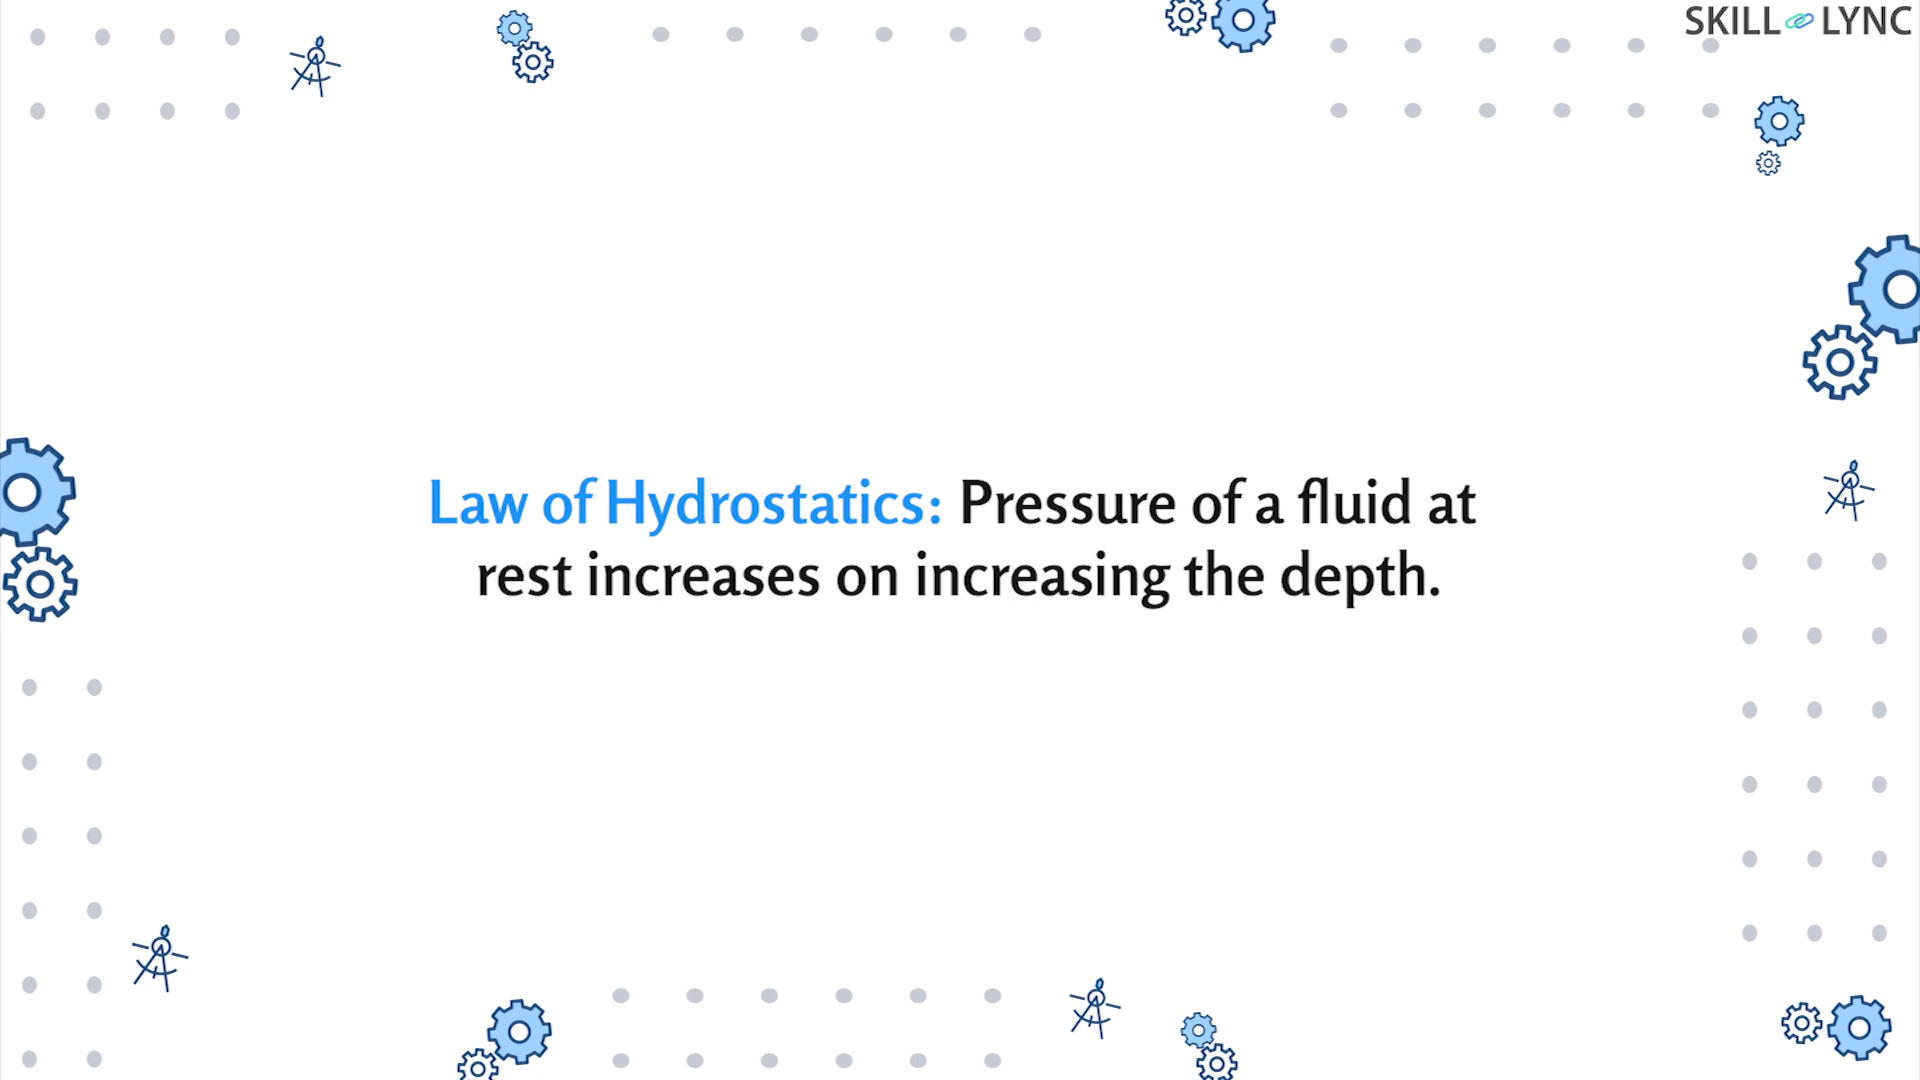 SKILL LYNC
Law of Hydrostatics: Pressure of a fluid at
rest increases on increasing the depth.